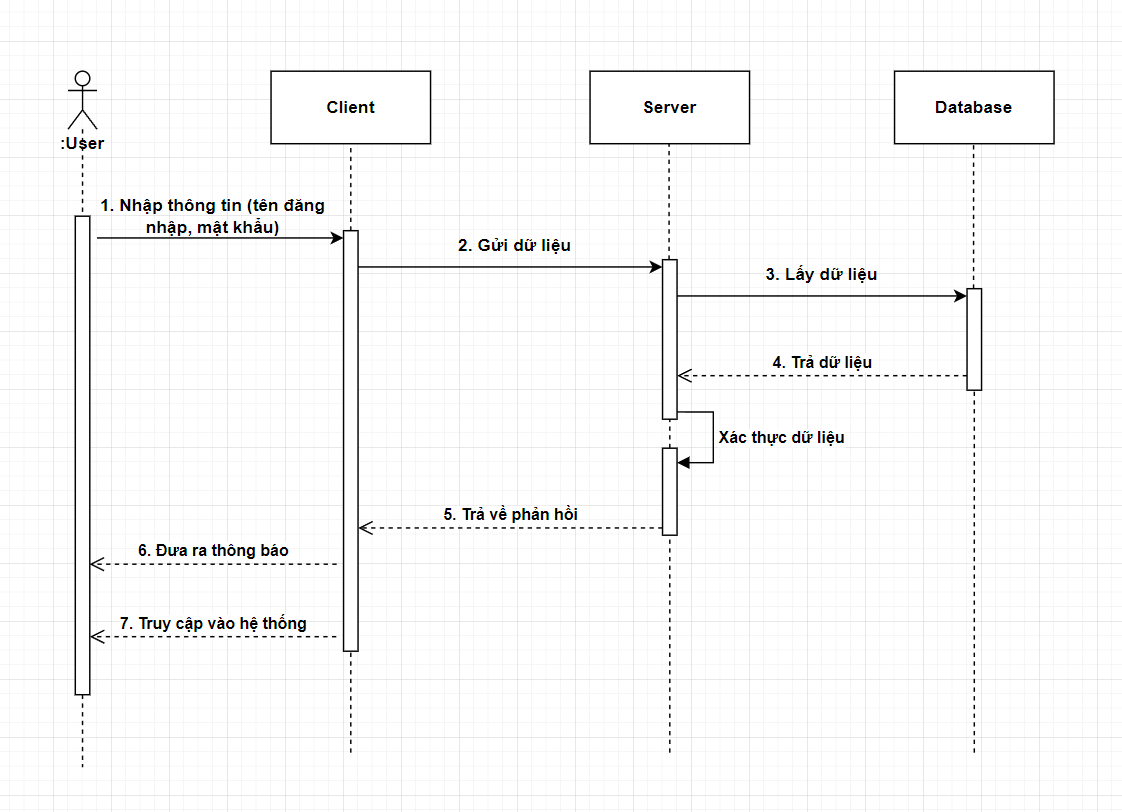 :User
Client
Server
Database
1. Nhập thông tin (tên đăng
nhập, mật khẩu)
2. Gửi dữ liệu
3. Lấy dữ liệu
4. Trả dữ liệu
Xác thực dữ liệu
5. Trả về phản hồi
6. Đưa ra thông báo
7. Truy cập vào hệ thống